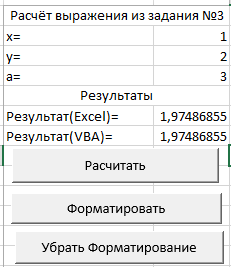 Расчёт выражения из задания №3
x= 1
y= 2
a= 3
Результаты
Результат(Excel)= 1,97486855
Результат(VBA)= 1,97486855
Расчитать
Форматировать
Убрать Форматирование